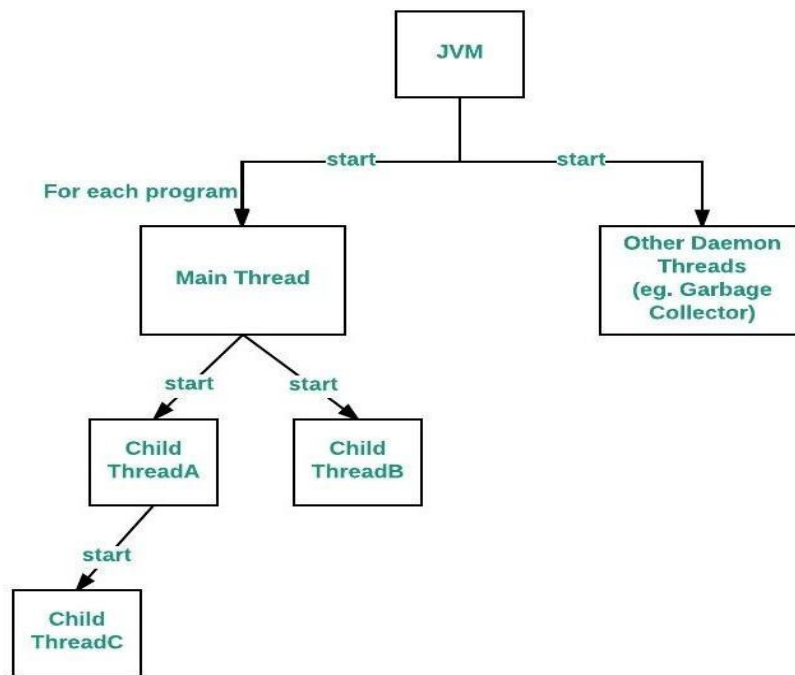 JVM
start
start
For each program
Main Thread
Other Daemon
Threads
(eg. Garbage
Collector)
start
start
Child
ThreadA
Child
ThreadB
start
Child
ThreadC